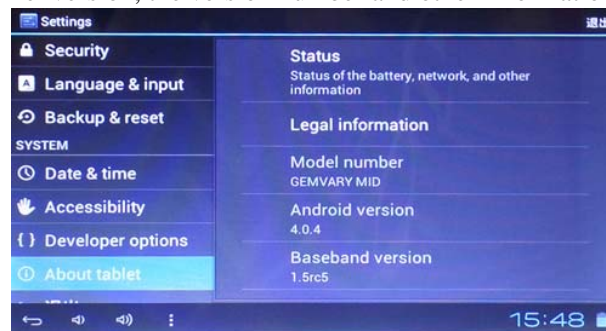 Settings
退出
Security
Language & input
Backup & reset
SYSTEM
Date & time
Accessibility
{ } Developer options
About tablet
Status
Status of the battery, network, and other
information
Legal information
Model number
GEMVARY MID
Android version
4.0.4
Baseband version
1.5rc5
15:48